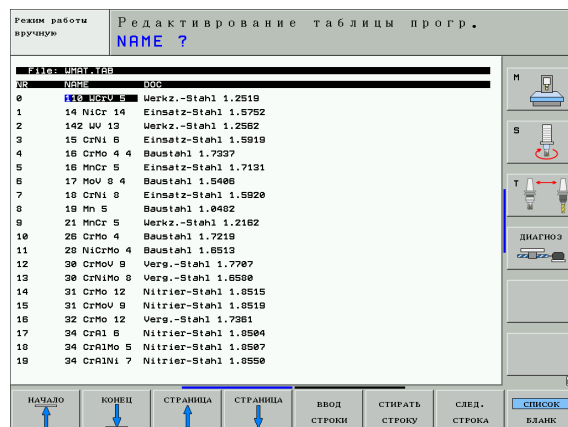 Режим работы
вручную
Редактиврование таблицы прогр.
NAME ?
File: WMAT.TAB
NR NAME DOC
0 110 WCrV 5 Werkz.-Stahl 1.2519
1 14 NiCr 14 Einsatz-Stahl 1.5752
2 142 WV 13 Werkz.-Stahl 1.2562
3 15 CrNi 6 Einsatz-Stahl 1.5919
4 16 CrMo 4 4 Baustahl 1.7337
5 16 MnCr 5 Einsatz-Stahl 1.7131
6 17 MoV 8 4 Baustahl 1.5406
7 18 CrNi 8 Einsatz-Stahl 1.5920
8 19 Mn 5 Baustahl 1.0482
9 21 MnCr 5 Werkz.-Stahl 1.2162
10 26 CrMo 4 Baustahl 1.7219
11 28 NiCrMo 4 Baustahl 1.6513
12 30 CrMoV 9 Verg.-Stahl 1.7707
13 30 CrNiMo 8 Verg.-Stahl 1.6580
14 31 CrMo 12 Nitrier-Stahl 1.8515
15 31 CrMoV 9 Nitrier-Stahl 1.8519
16 32 CrMo 12 Verg.-Stahl 1.7361
17 34 CrAl 6 Nitrier-Stahl 1.8504
18 34 CrAlMo 5 Nitrier-Stahl 1.8507
19 34 CrAlNi 7 Nitrier-Stahl 1.8550
M
S
T
ДИАГНОЗ
НАЧАЛО
КОНЕЦ
СТРАНИЦА
СТРАНИЦА
ВВОД
СТРОКИ
СТИРАТЬ
СТРОКУ
СЛЕД.
СТРОКА
СПИСОК
БЛАНК